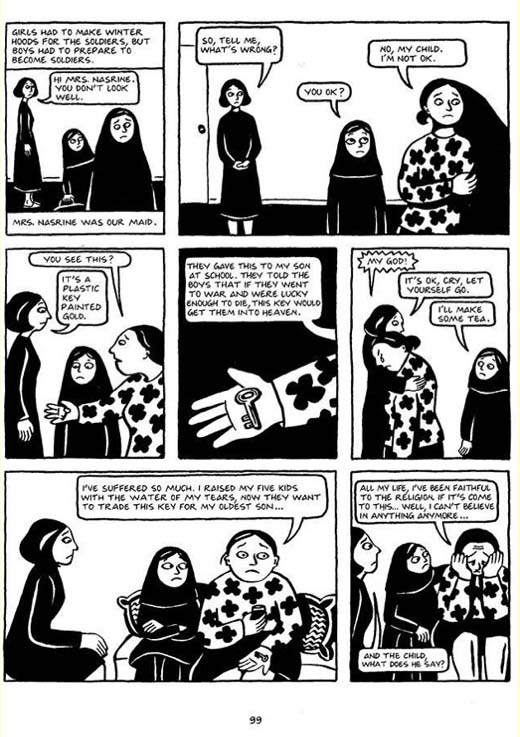 GIRLS HAD TO MAKE WINTER
HOODS FOR THE SOLDIERS, BUT
BOYS HAD TO PREPARE TO
BECOME SOLDIERS.
HI MRS. NASRINE.
YOU DON'T LOOK
WELL.
MRS. NASRINE WAS OUR MAID.
SO, TELL ME,
WHAT'S WRONG?
YOU OK?
NO, MY CHILD.
I'M NOT OK.
YOU SEE THIS?
IT'S A
PLASTIC
KEY
PAINTED
GOLD.
THEY GAVE THIS TO MY SON
AT SCHOOL. THEY TOLD THE
BOYS THAT IF THEY WENT
TO WAR AND WERE LUCKY
ENOUGH TO DIE, THIS KEY WOULD
GET THEM INTO HEAVEN.
MY GOD!
IT'S OK, CRY, LET
YOURSELF GO.
I'LL MAKE
SOME TEA.
I'VE SUFFERED SO MUCH. I RAISED MY FIVE KIDS
WITH THE WATER OF MY TEARS, NOW THEY WANT
TO TRADE THIS KEY FOR MY OLDEST SON...
ALL MY LIFE, I'VE BEEN FAITHFUL
TO THE RELIGION. IF IT'S COME
TO THIS... WELL, I CAN'T BELIEVE
IN ANYTHING ANYMORE...
AND THE CHILD,
WHAT DOES HE SAY?
99